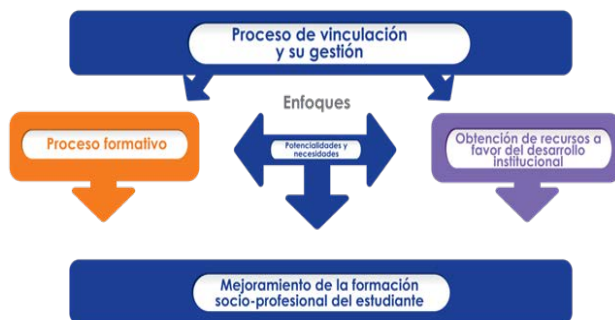 Proceso de vinculación
y su gestión
Enfoques
Proceso formativo
Potencialidades y
necesidades
Obtención de recursos a
favor del desarrollo
institucional
Mejoramiento de la formación
socio-profesional del estudiante